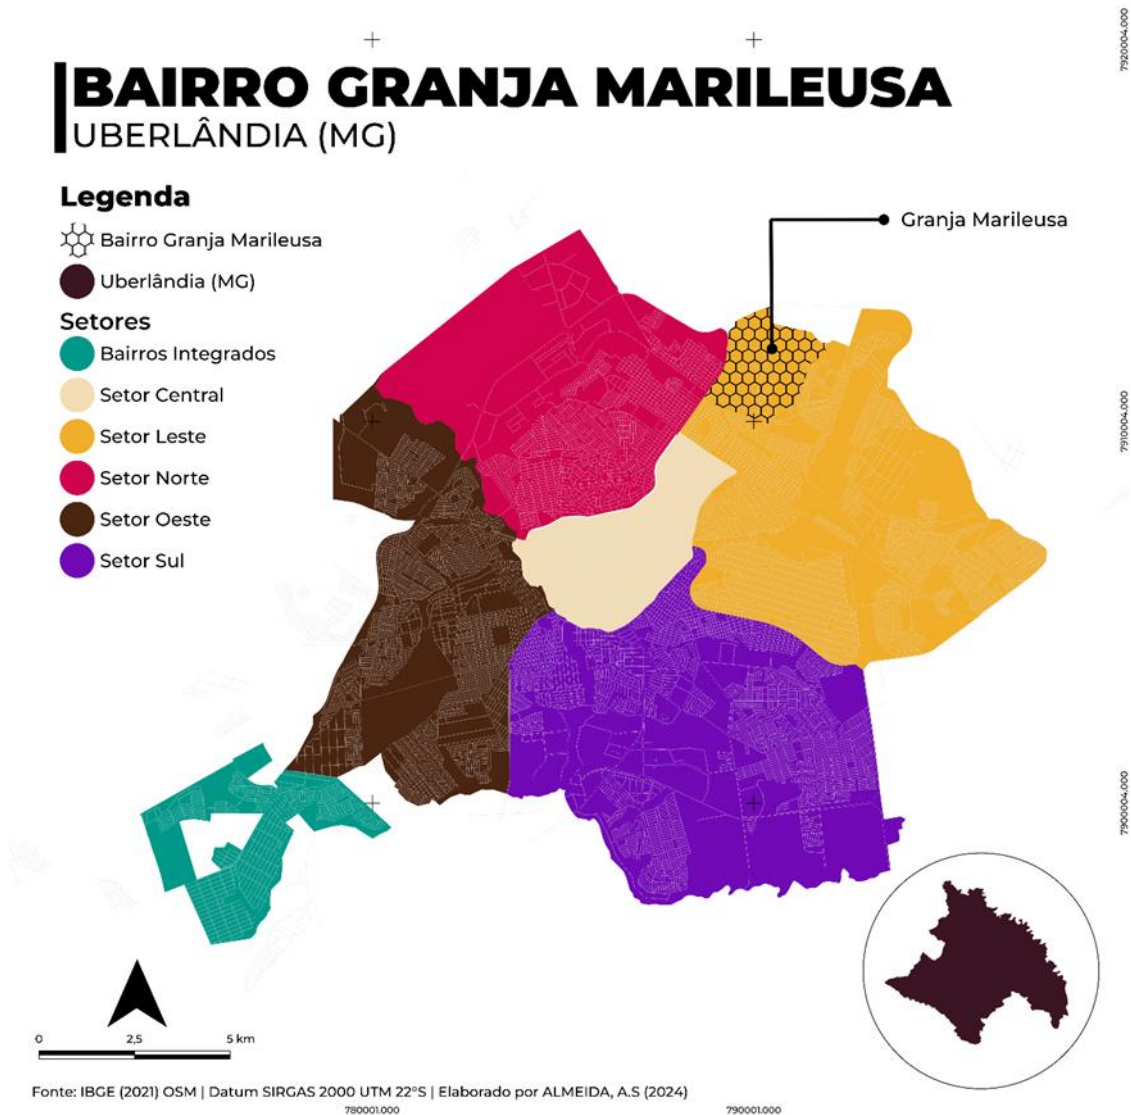 BAIRRO GRANJA MARILEUSA
UBERLÂNDIA (MG)
Legenda
Bairro Granja Marileusa
Uberlândia (MG)
Setores
Bairros Integrados
Setor Central
Setor Leste
Setor Norte
Setor Oeste
Setor Sul
Granja Marileusa
7920004.000
7910004.000
7900004.000
0 2,5 5 km
Fonte: IBGE (2021) OSM | Datum SIRGAS 2000 UTM 22°S | Elaborado por ALMEIDA, A.S (2024)
780001.000 790001.000